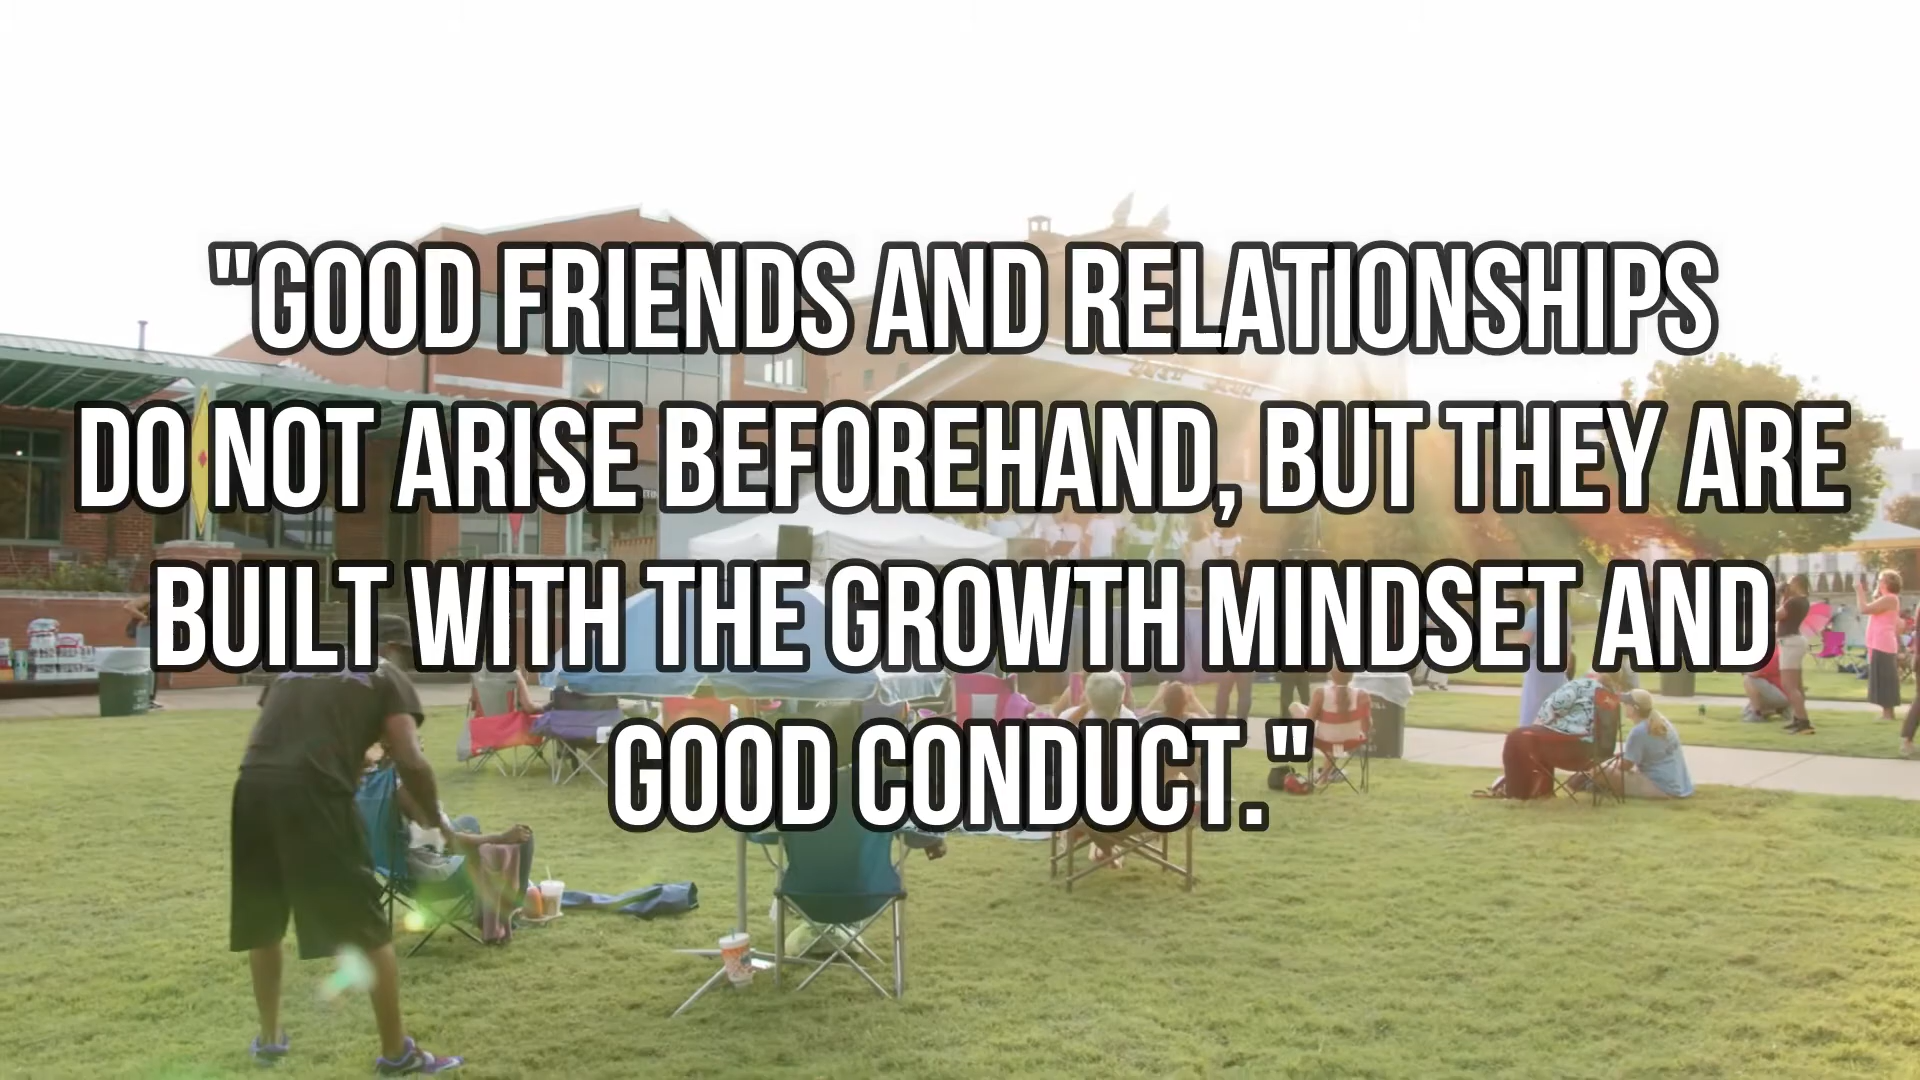 "GOOD FRIENDS AND RELATIONSHIPS
DO NOT ARISE BEFOREHAND, BUT THEY ARE
BUILT WITH THE GROWTH MINDSET AND
GOOD CONDUCT."